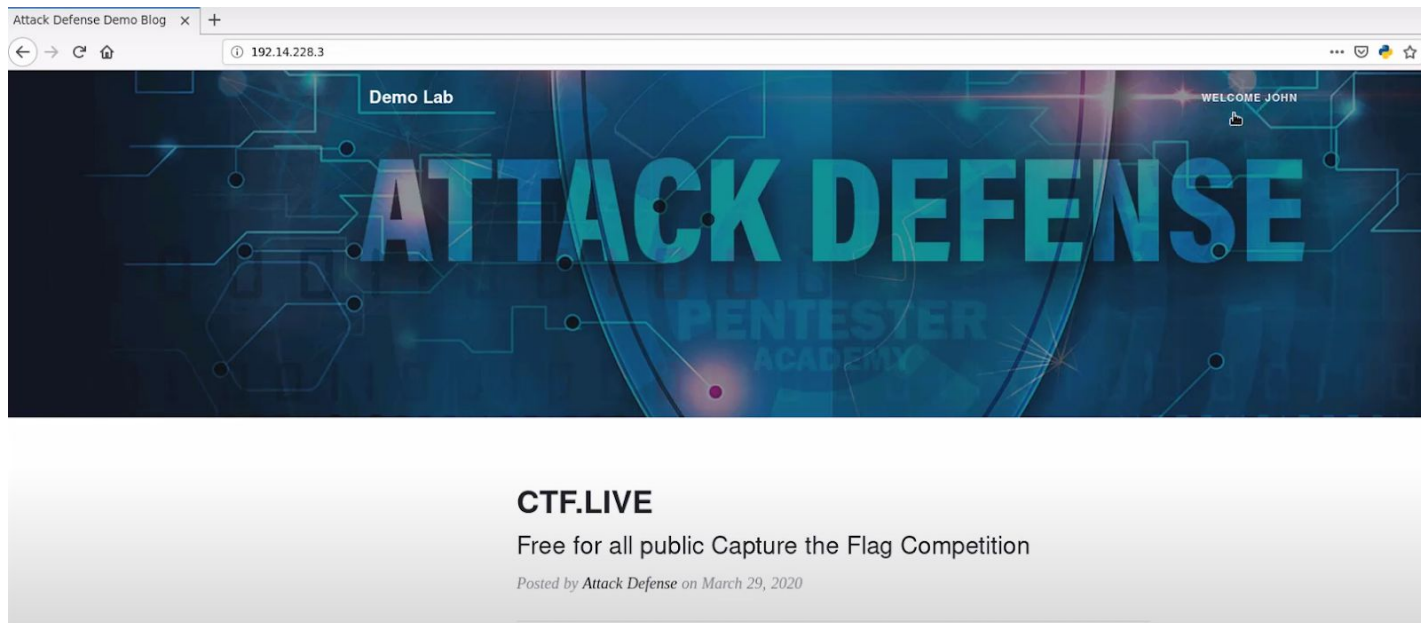 Attack Defense Demo Blog
192.14.228.3
Demo Lab
WELCOME JOHN
ATTACK DEFENSE
PENTESTER
ACADEMY
CTF.LIVE
Free for all public Capture the Flag Competition
Posted by Attack Defense on March 29, 2020